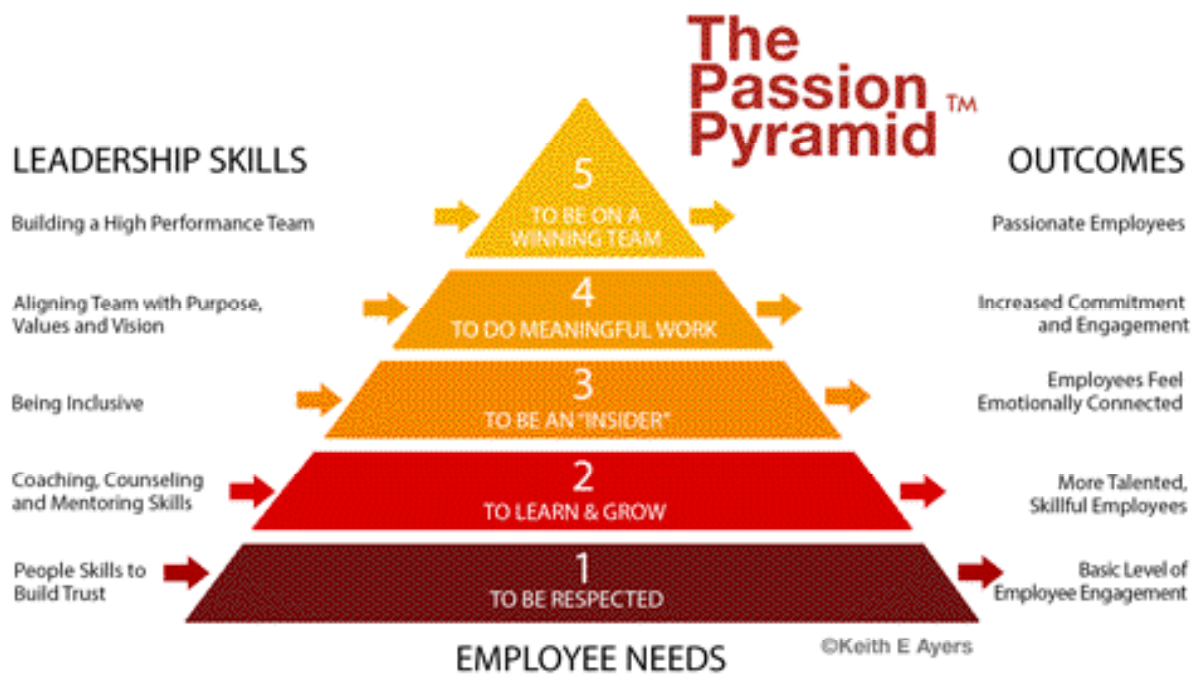 The
Passion
Pyramid TM
LEADERSHIP SKILLS
OUTCOMES
Building a High Performance Team
5
TO BE ON A
WINNING TEAM
Passionate Employees
Aligning Team with Purpose,
Values and Vision
4
TO DO MEANINGFUL WORK
Increased Commitment
and Engagement
Being Inclusive
3
TO BE AN "INSIDER"
Employees Feel
Emotionally Connected
Coaching, Counseling
and Mentoring Skills
2
TO LEARN & GROW
More Talented,
Skillful Employees
People Skills to
Build Trust
1
TO BE RESPECTED
Basic Level of
Employee Engagement
EMPLOYEE NEEDS
©Keith E Ayers